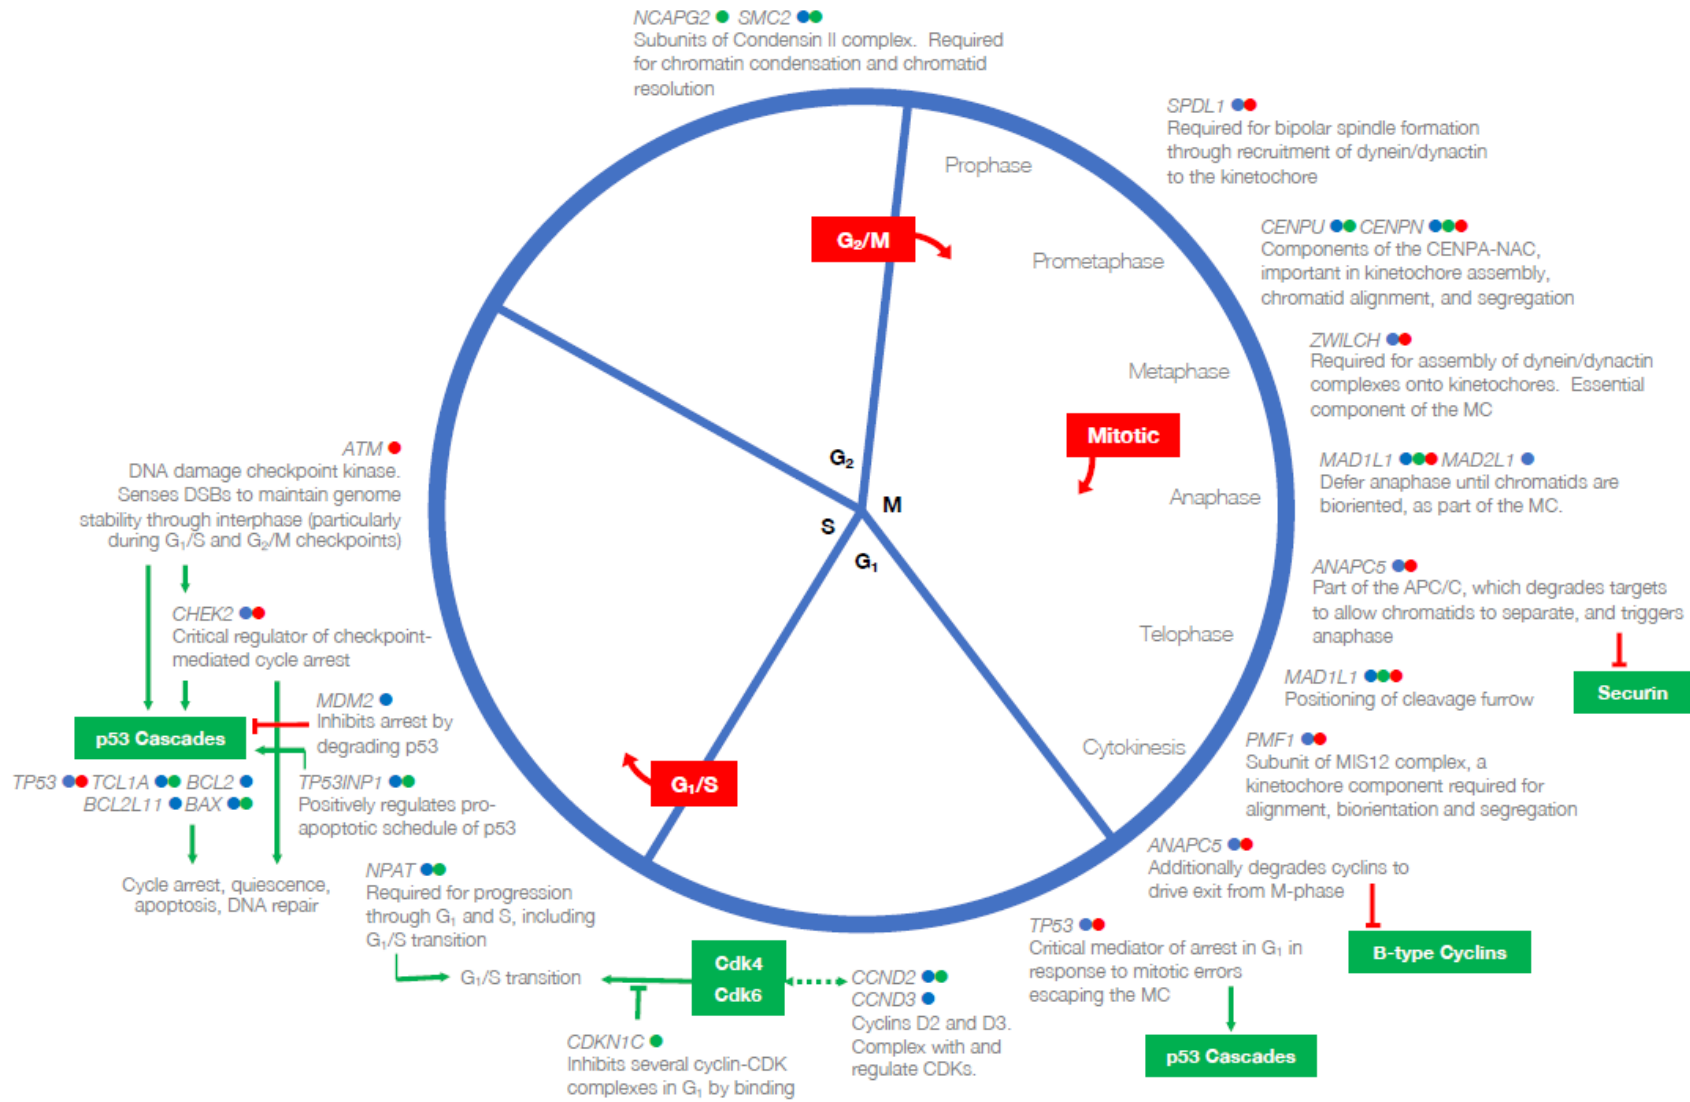 NCAPG2 SMC2
Subunits of Condensin II complex. Required
for chromatin condensation and chromatid
resolution
SPDL1
Required for bipolar spindle formation
through recruitment of dynein/dynactin
to the kinetochore
Prophase
G₂/M
Prometaphase
CENPU CENPN
Components of the CENPA-NAC,
important in kinetochore assembly,
chromatid alignment, and segregation
ZWILCH
Required for assembly of dynein/dynactin
complexes onto kinetochores. Essential
component of the MC
Metaphase
Mitotic
Anaphase
MAD1L1 MAD2L1
Defer anaphase until chromatids are
bioriented, as part of the MC.
G₂
M
S
G₁
ATM
DNA damage checkpoint kinase.
Senses DSBs to maintain genome
stability through interphase (particularly
during G₁/S and G₂/M checkpoints)
ANAPC5
Part of the APC/C, which degrades targets
to allow chromatids to separate, and triggers
anaphase
Securin
CHEK2
Critical regulator of checkpoint-
mediated cycle arrest
Telophase
MAD1L1
Positioning of cleavage furrow
MDM2
Inhibits arrest by
degrading p53
p53 Cascades
TP53 TCL1A BCL2
BCL2L11 BAX
TP53INP1
Positively regulates pro-
apoptotic schedule of p53
G₁/S
Cytokinesis
PMF1
Subunit of MIS12 complex, a
kinetochore component required for
alignment, biorientation and segregation
Cycle arrest, quiescence,
apoptosis, DNA repair
NPAT
Required for progression
through G₁ and S, including
G₁/S transition
G₁/S transition
ANAPC5
Additionally degrades cyclins to
drive exit from M-phase
B-type Cyclins
Cdk4
Cdk6
CCND2
CCND3
Cyclins D2 and D3.
Complex with and
regulate CDKs.
TP53
Critical mediator of arrest in G₁ in
response to mitotic errors
escaping the MC
p53 Cascades
CDKN1C
Inhibits several cyclin-CDK
complexes in G₁ by binding